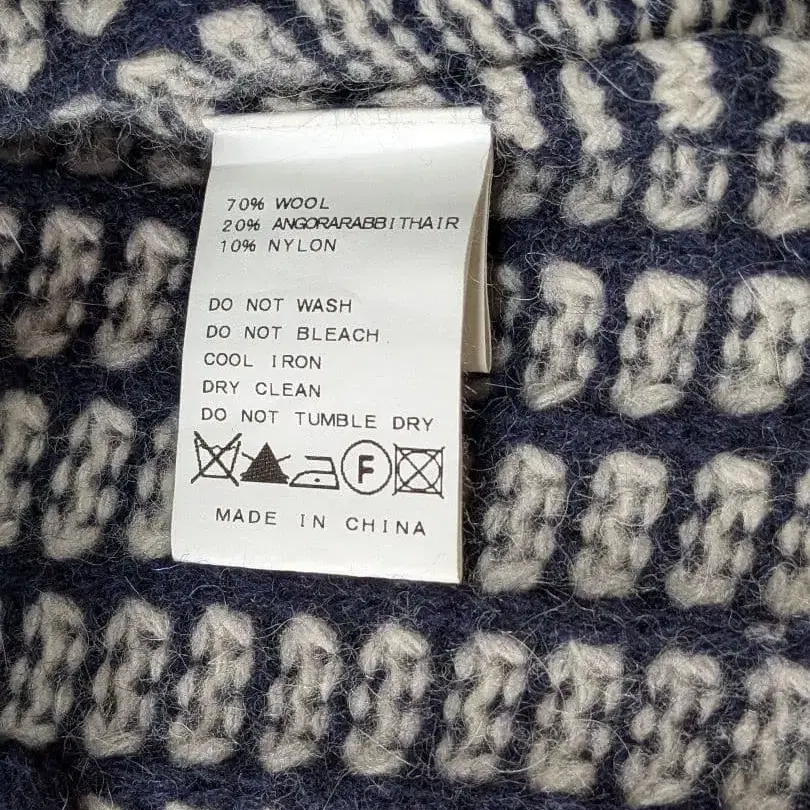 70% WOOL
20% ANGORARABBITHAIR
10% NYLON
DO NOT WASH
DO NOT BLEACH
COOL IRON
DRY CLEAN
DO NOT TUMBLE DRY
F
MADE IN CHINA